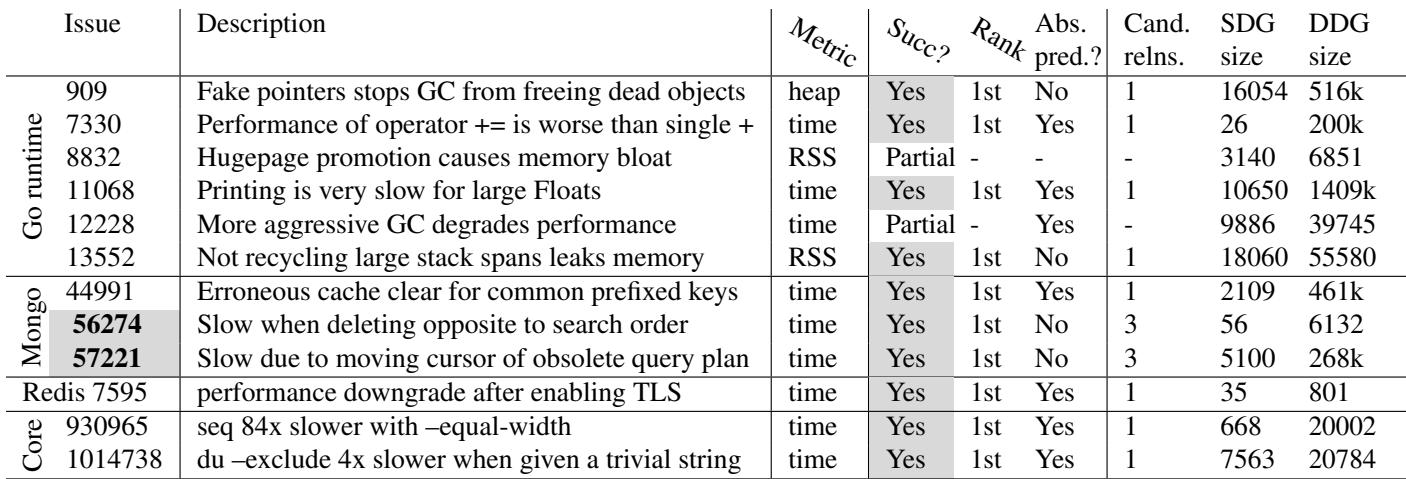 Issue Description Metric Succ? Rank Abs. pred.? Cand. relns. SDG size DDG size
Go runtime
909 Fake pointers stops GC from freeing dead objects heap Yes 1st No 1 16054 516k
7330 Performance of operator += is worse than single + time Yes 1st Yes 1 26 200k
8832 Hugepage promotion causes memory bloat RSS Partial - - - 3140 6851
11068 Printing is very slow for large Floats time Yes 1st Yes 1 10650 1409k
12228 More aggressive GC degrades performance time Partial - Yes - 9886 39745
13552 Not recycling large stack spans leaks memory RSS Yes 1st No 1 18060 55580
Mongo
44991 Erroneous cache clear for common prefixed keys time Yes 1st Yes 1 2109 461k
56274 Slow when deleting opposite to search order time Yes 1st No 3 56 6132
57221 Slow due to moving cursor of obsolete query plan time Yes 1st No 3 5100 268k
Redis 7595 performance downgrade after enabling TLS time Yes 1st Yes 1 35 801
Core
930965 seq 84x slower with –equal-width time Yes 1st Yes 1 668 20002
1014738 du –exclude 4x slower when given a trivial string time Yes 1st Yes 1 7563 20784